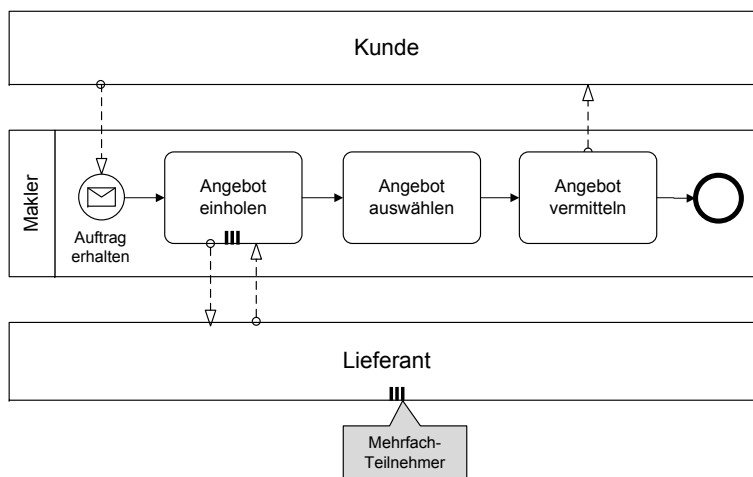 Kunde
Makler
Auftrag
erhalten
Angebot
einholen
Angebot
auswählen
Angebot
vermitteln
Lieferant
Mehrfach-
Teilnehmer